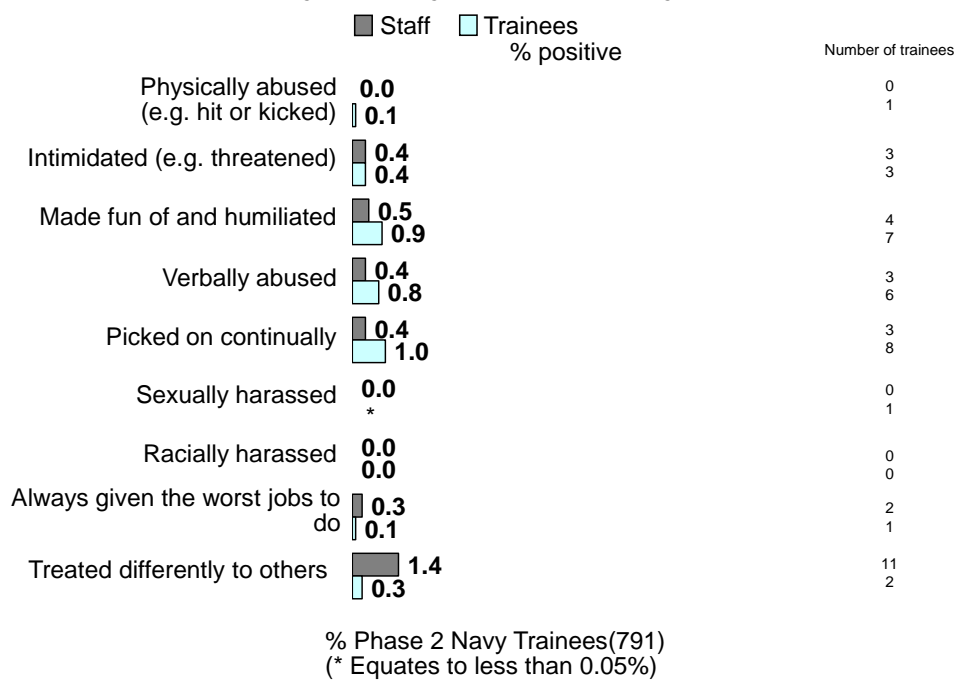 Staff Trainees
% positive
Number of trainees
Physically abused
(e.g. hit or kicked)
0.0
0.1
0
1
Intimidated (e.g. threatened)
0.4
0.4
3
3
Made fun of and humiliated
0.5
0.9
4
7
Verbally abused
0.4
0.8
3
6
Picked on continually
0.4
1.0
3
8
Sexually harassed
0.0
*
0
1
Racially harassed
0.0
0.0
0
0
Always given the worst jobs to
do
0.3
0.1
2
1
Treated differently to others
1.4
0.3
11
2
% Phase 2 Navy Trainees(791)
(* Equates to less than 0.05%)